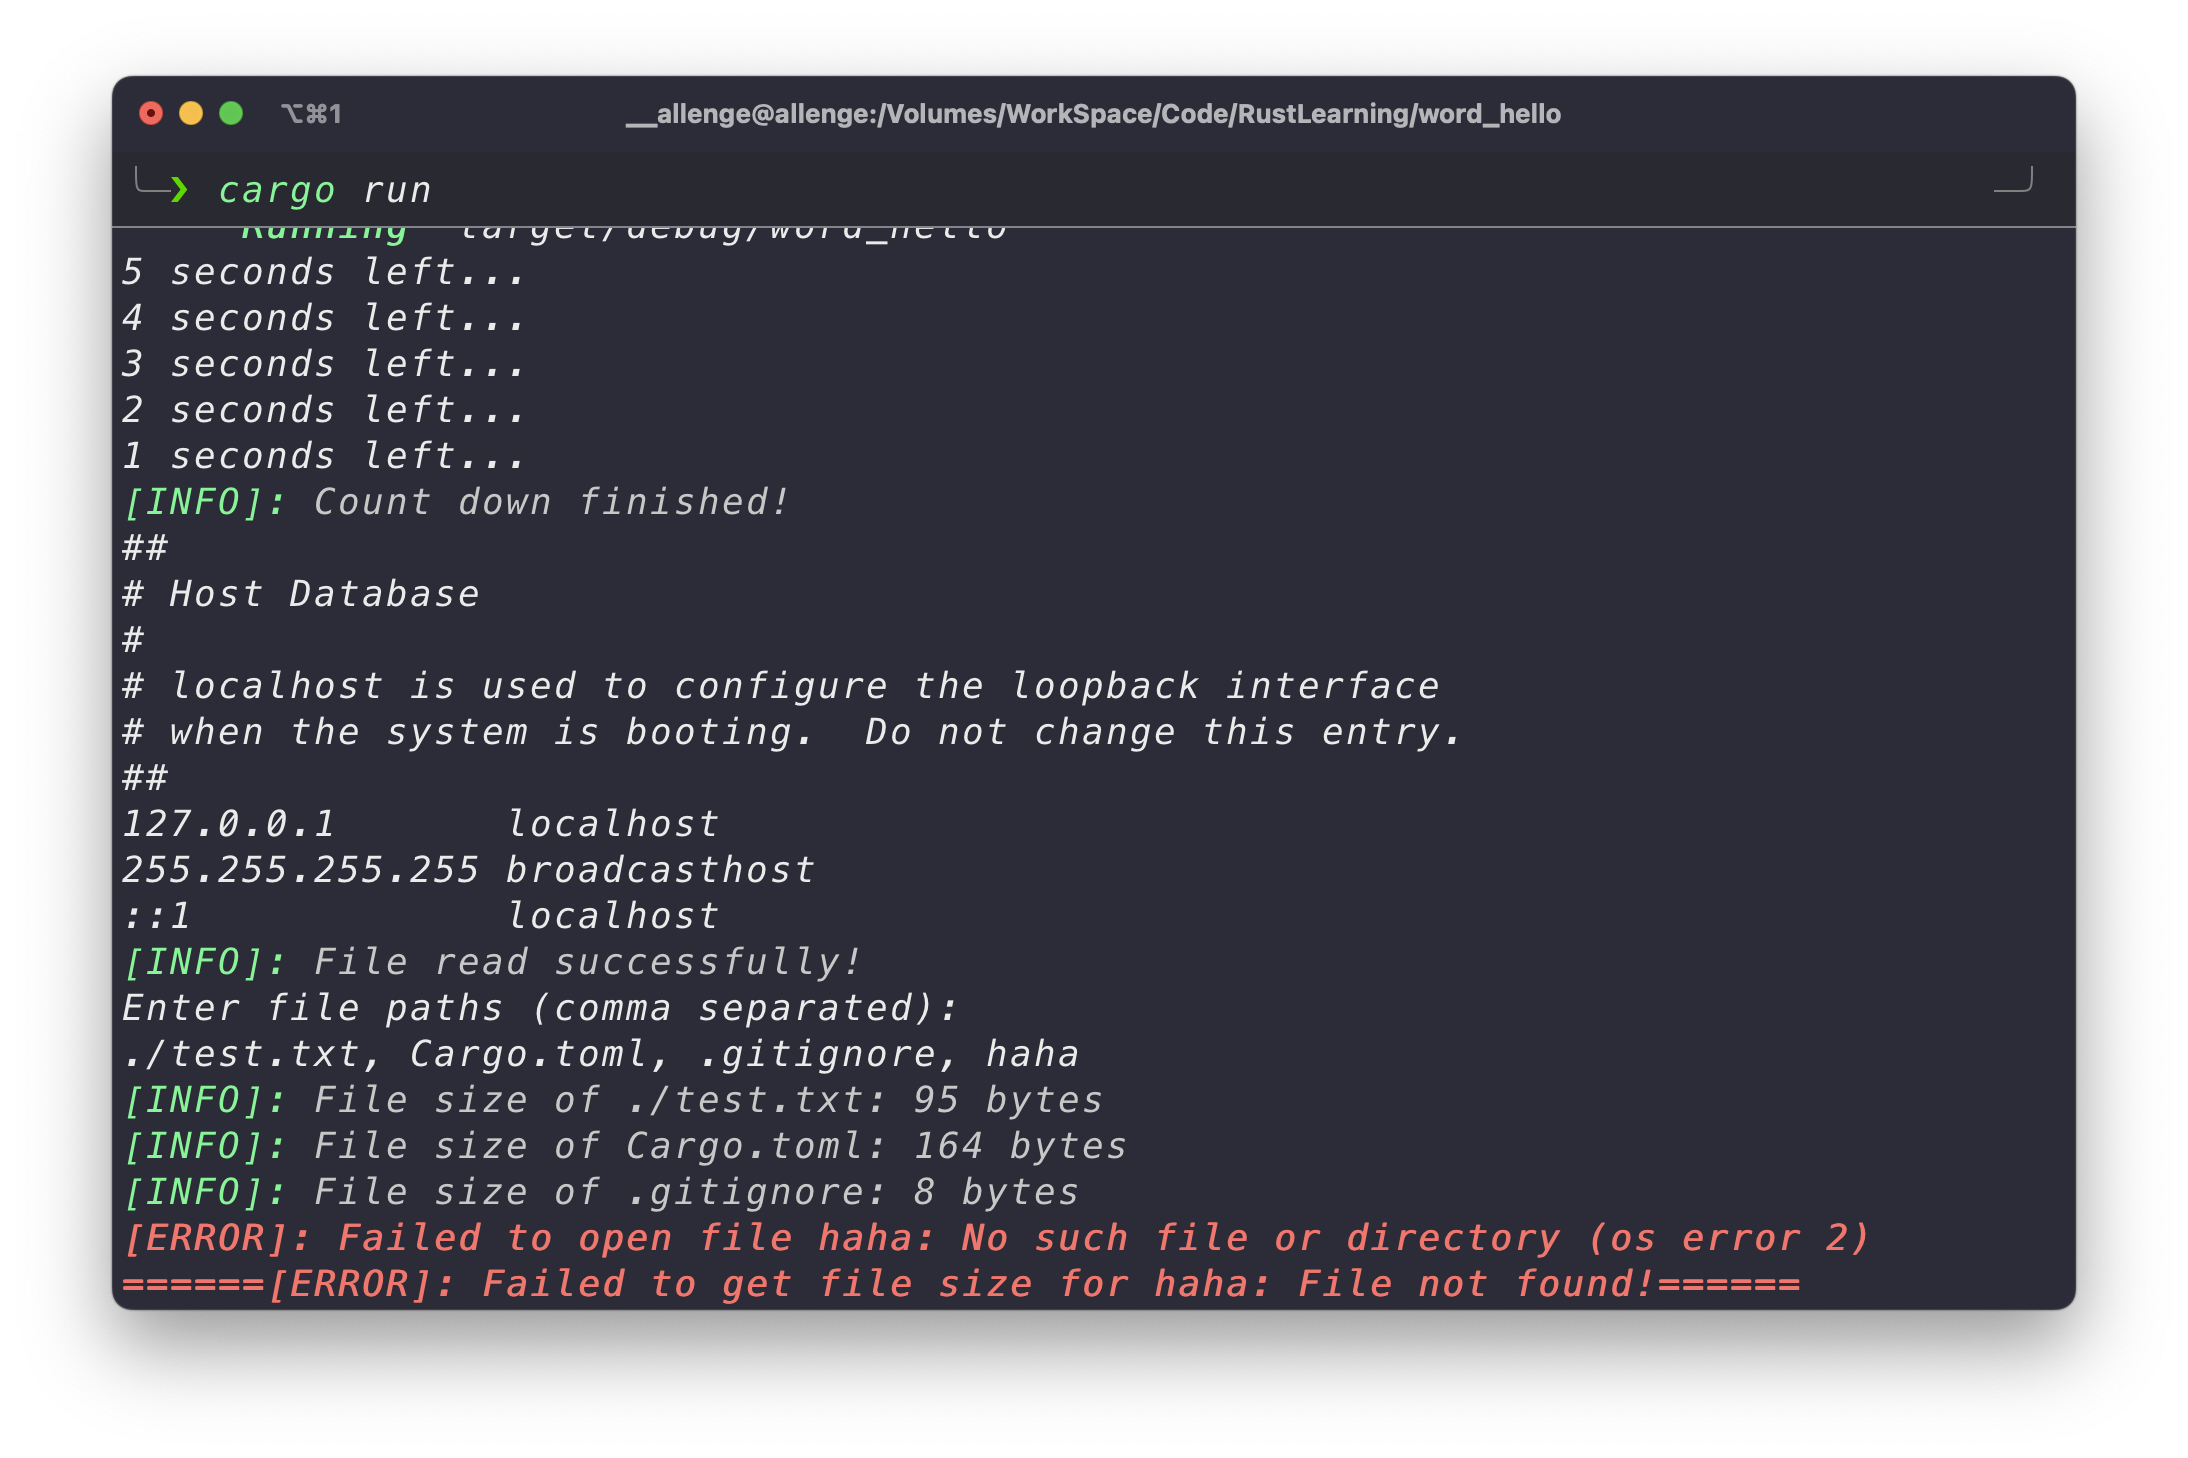 ⌥⌘1 __allenge@allenge:/Volumes/WorkSpace/Code/RustLearning/word_hello
❯ cargo run
Running target/debug/word_hello
5 seconds left...
4 seconds left...
3 seconds left...
2 seconds left...
1 seconds left...
[INFO]: Count down finished!
##
# Host Database
#
# localhost is used to configure the loopback interface
# when the system is booting.  Do not change this entry.
##
127.0.0.1       localhost
255.255.255.255 broadcasthost
::1             localhost
[INFO]: File read successfully!
Enter file paths (comma separated):
./test.txt, Cargo.toml, .gitignore, haha
[INFO]: File size of ./test.txt: 95 bytes
[INFO]: File size of Cargo.toml: 164 bytes
[INFO]: File size of .gitignore: 8 bytes
[ERROR]: Failed to open file haha: No such file or directory (os error 2)
======[ERROR]: Failed to get file size for haha: File not found!======